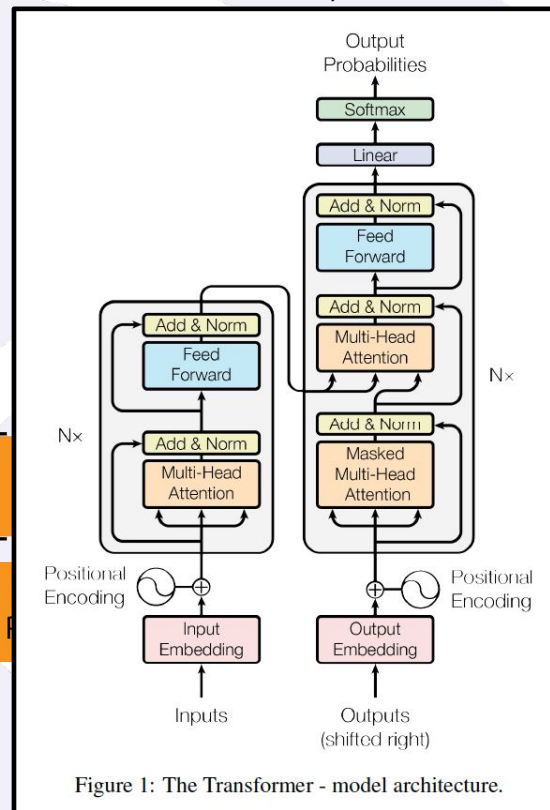 Output
Probabilities
Softmax
Linear
Add & Norm
Feed
Forward
Add & Norm
Multi-Head
Attention
Add & Norm
Masked
Multi-Head
Attention
Nx
Add & Norm
Feed
Forward
Add & Norm
Multi-Head
Attention
Nx
Positional
Encoding
Positional
Encoding
Input
Embedding
Output
Embedding
Inputs
Outputs
(shifted right)
Figure 1: The Transformer - model architecture.